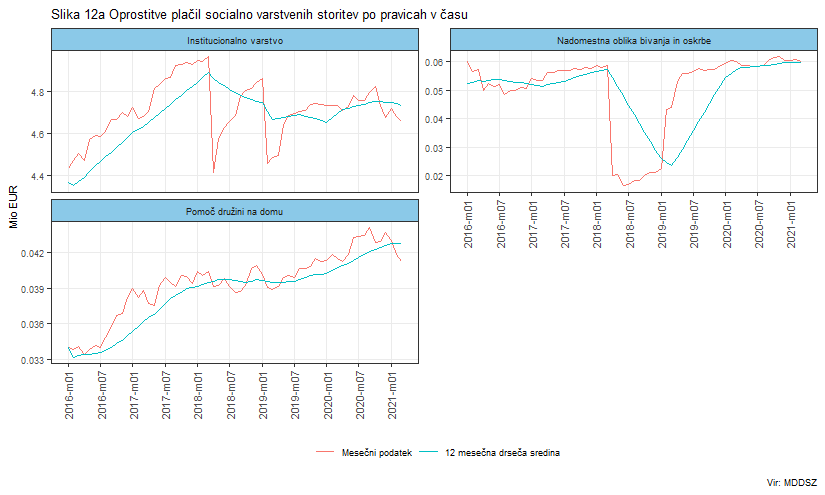 Slika 12a Oprostitve plačil socialno varstvenih storitev po pravicah v času
Institucionalno varstvo
Nadomestna oblika bivanja in oskrbe
4.8
4.6
4.4
0.06
0.05
0.04
0.03
0.02
2016-m01
2016-m07
2017-m01
2017-m07
2018-m01
2018-m07
2019-m01
2019-m07
2020-m01
2020-m07
2021-m01
Mio EUR
Pomoč družini na domu
0.042
0.039
0.036
0.033
2016-m01
2016-m07
2017-m01
2017-m07
2018-m01
2018-m07
2019-m01
2019-m07
2020-m01
2020-m07
2021-m01
Mesečni podatek
12 mesečna drseča sredina
Vir: MDDSZ